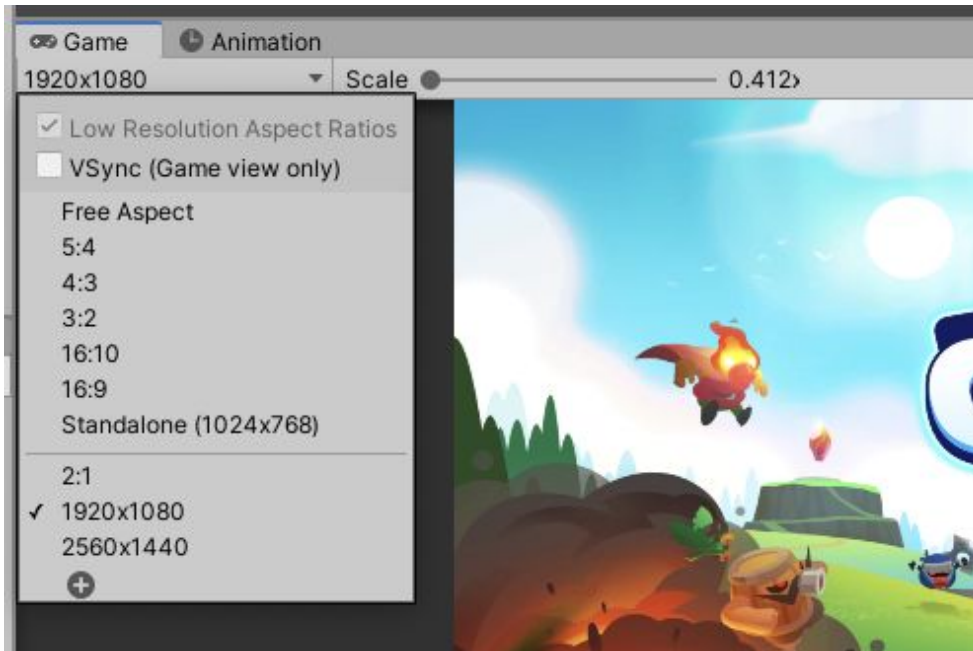 Game Animation
1920x1080 Scale 0.412x
Low Resolution Aspect Ratios
VSync (Game view only)
Free Aspect
5:4
4:3
3:2
16:10
16:9
Standalone (1024x768)
2:1
1920x1080
2560x1440